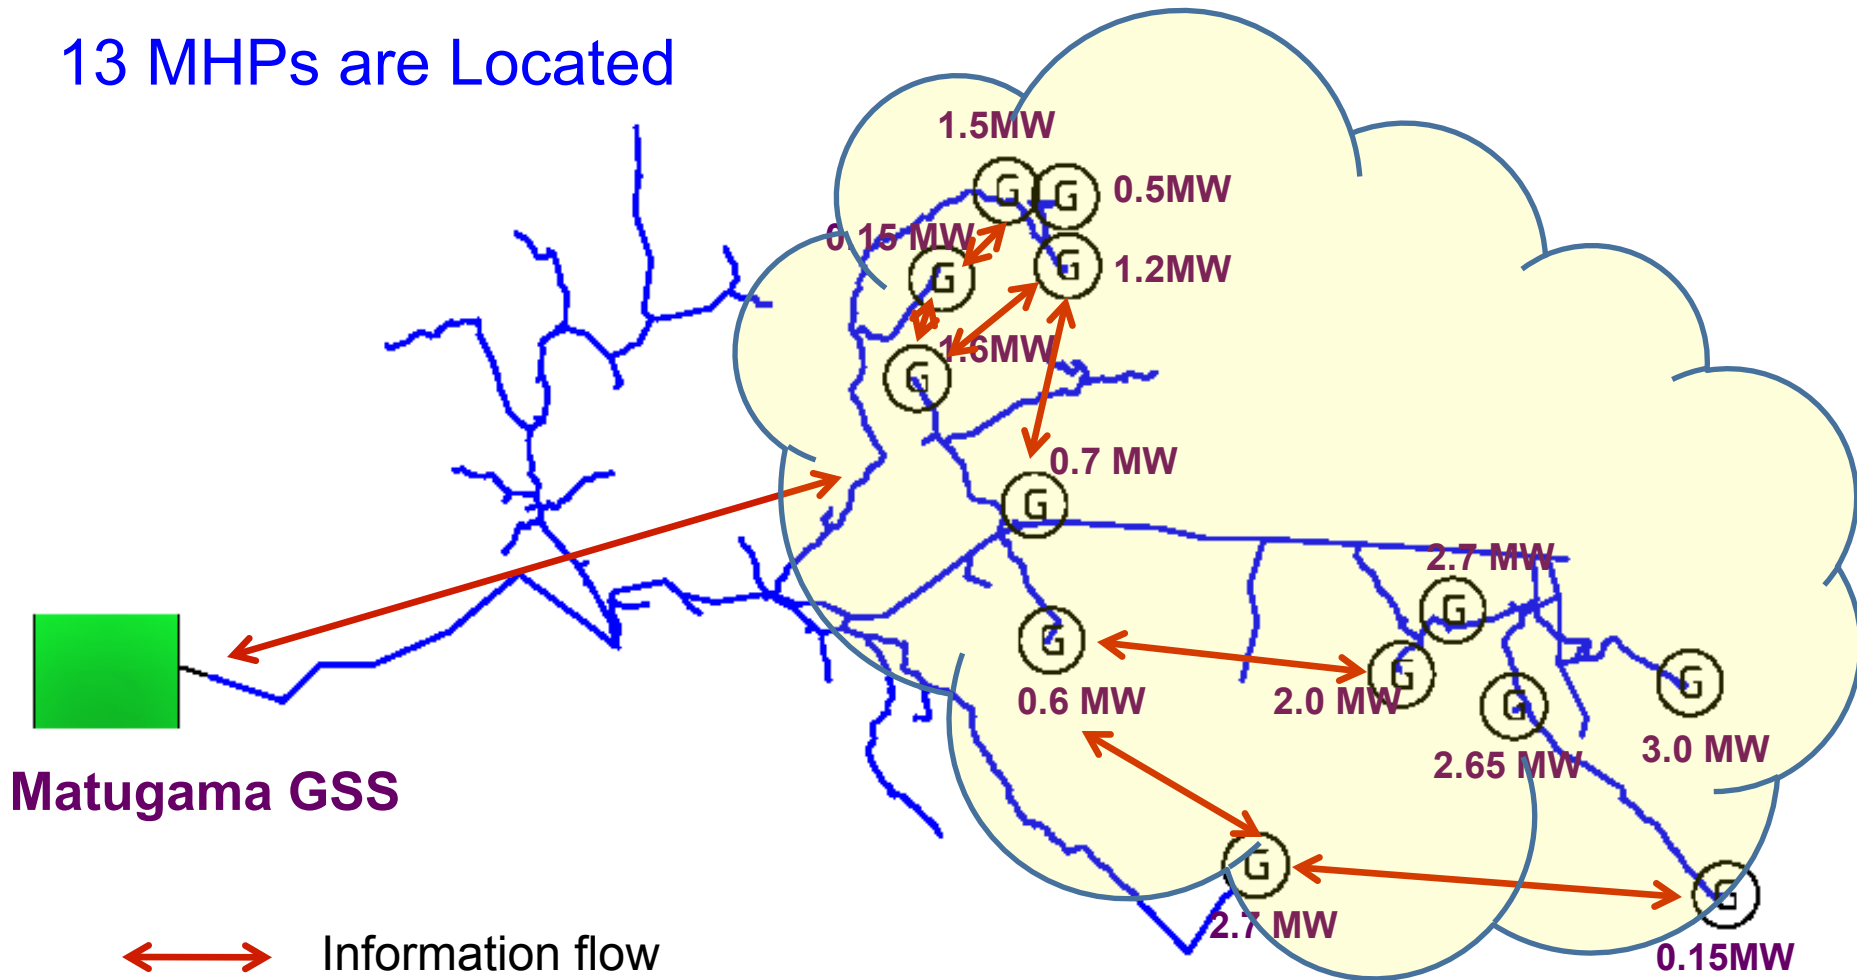 13 MHPs are Located
1.5MW
G
G
0.5MW
0.15 MW
G
G
1.2MW
1.6MW
G
0.7 MW
G
2.7 MW
G
G
G
0.6 MW
2.0 MW
G
G
2.65 MW
3.0 MW
Matugama GSS
G
2.7 MW
G
0.15MW
Information flow